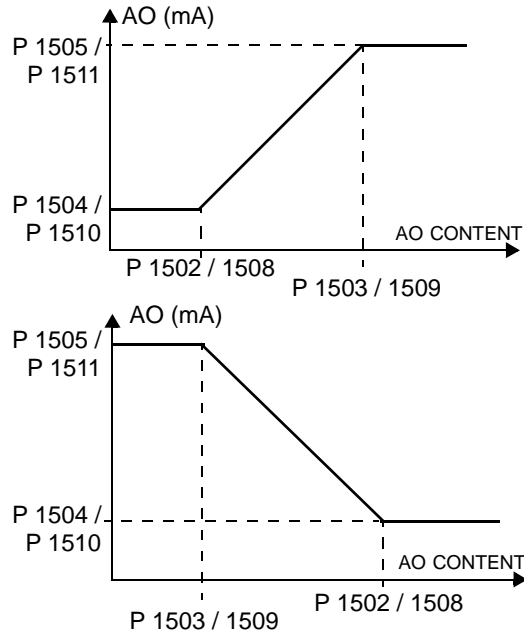 AO (mA)
P 1505 /
P 1511
P 1504 /
P 1510
AO CONTENT
P 1502 / 1508
P 1503 / 1509
AO (mA)
P 1505 /
P 1511
P 1504 /
P 1510
AO CONTENT
P 1502 / 1508
P 1503 / 1509